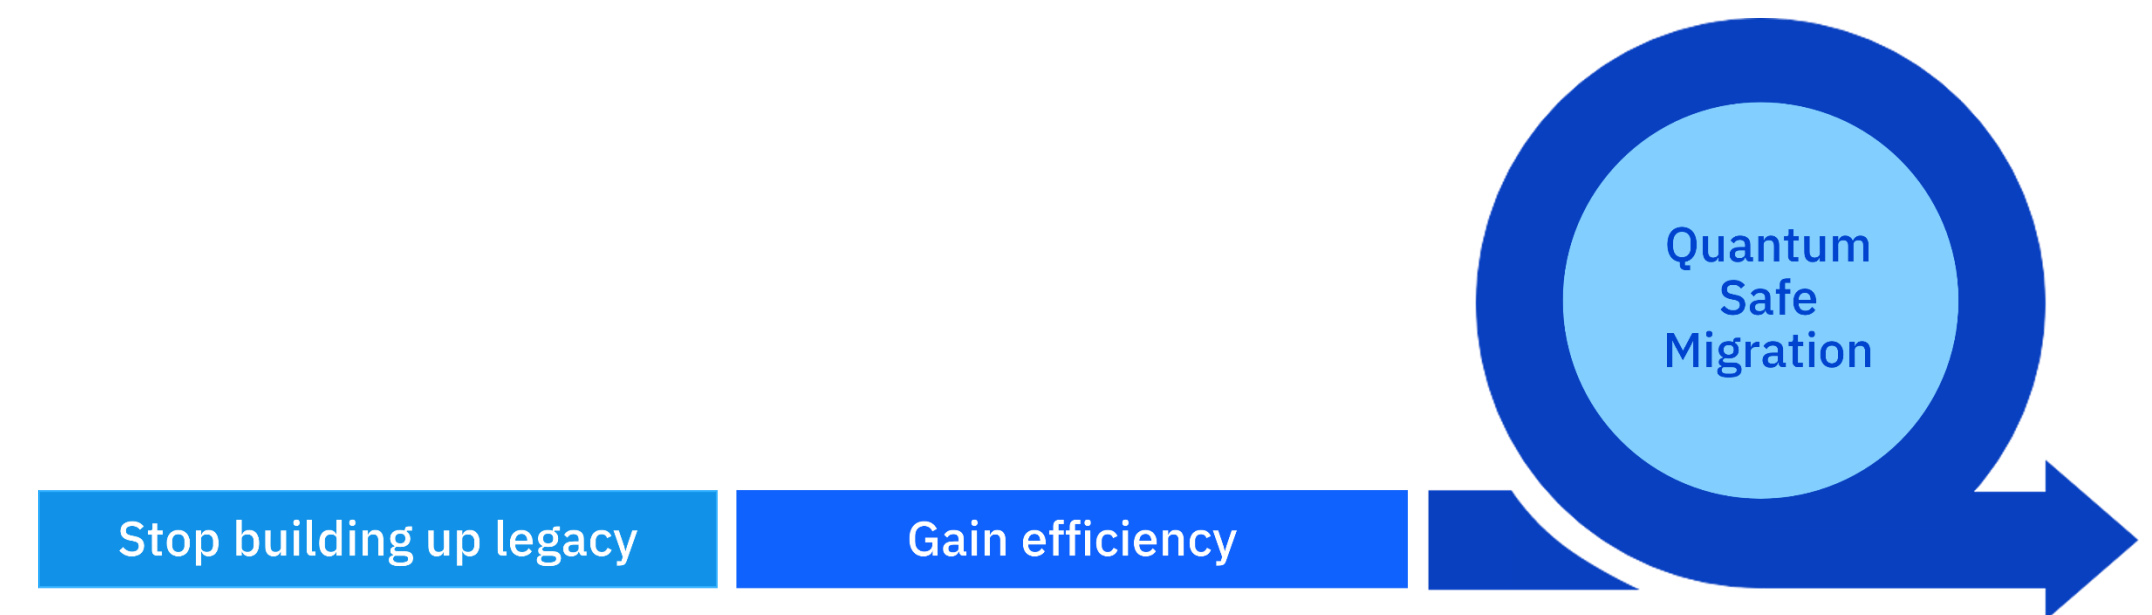 Quantum
Safe
Migration
Stop building up legacy
Gain efficiency